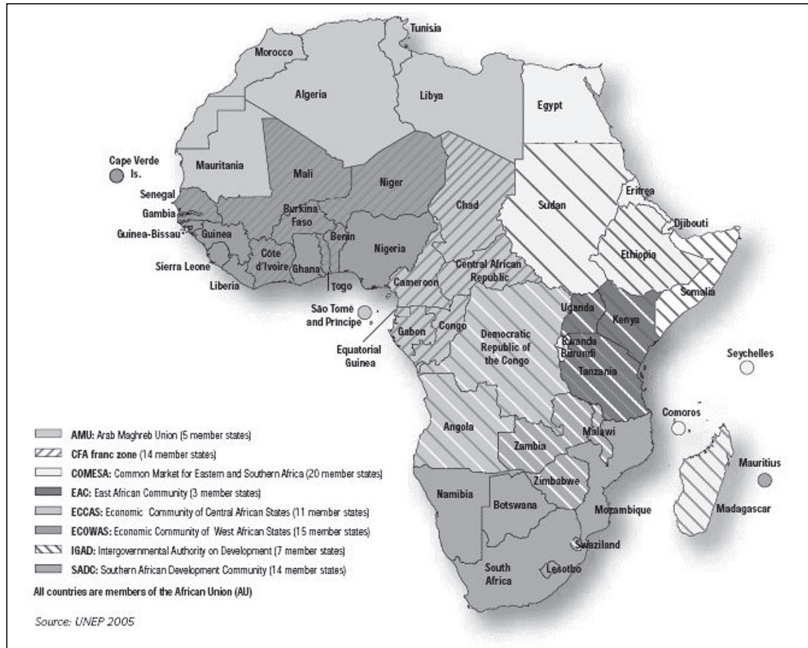 Tunisia
Morocco
Algeria
Libya
Egypt
Cape Verde
Is.
Mauritania
Mali
Niger
Chad
Sudan
Eritrea
Djibouti
Senegal
Gambia
Guinea-Bissau
Guinea
Burkina
Faso
Benin
Nigeria
Ethiopia
Côte
d'Ivoire
Ghana
Sierra Leone
Liberia
Togo
Cameroon
Central African
Republic
Somalia
São Tomé
and Príncipe
Equatorial
Guinea
Gabon
Congo
Democratic
Republic of
the Congo
Uganda
Kenya
Rwanda
Burundi
Tanzania
Seychelles
Comoros
Angola
Zambia
Malawi
Mauritius
Madagascar
Zimbabwe
Mozambique
Namibia
Botswana
Swaziland
South
Africa
Lesotho
AMU: Arab Maghreb Union (5 member states)
CFA franc zone (14 member states)
COMESA: Common Market for Eastern and Southern Africa (20 member states)
EAC: East African Community (3 member states)
ECCAS: Economic Community of Central African States (11 member states)
ECOWAS: Economic Community of West African States (15 member states)
IGAD: Intergovernmental Authority on Development (7 member states)
SADC: Southern African Development Community (14 member states)
All countries are members of the African Union (AU)
Source: UNEP 2005